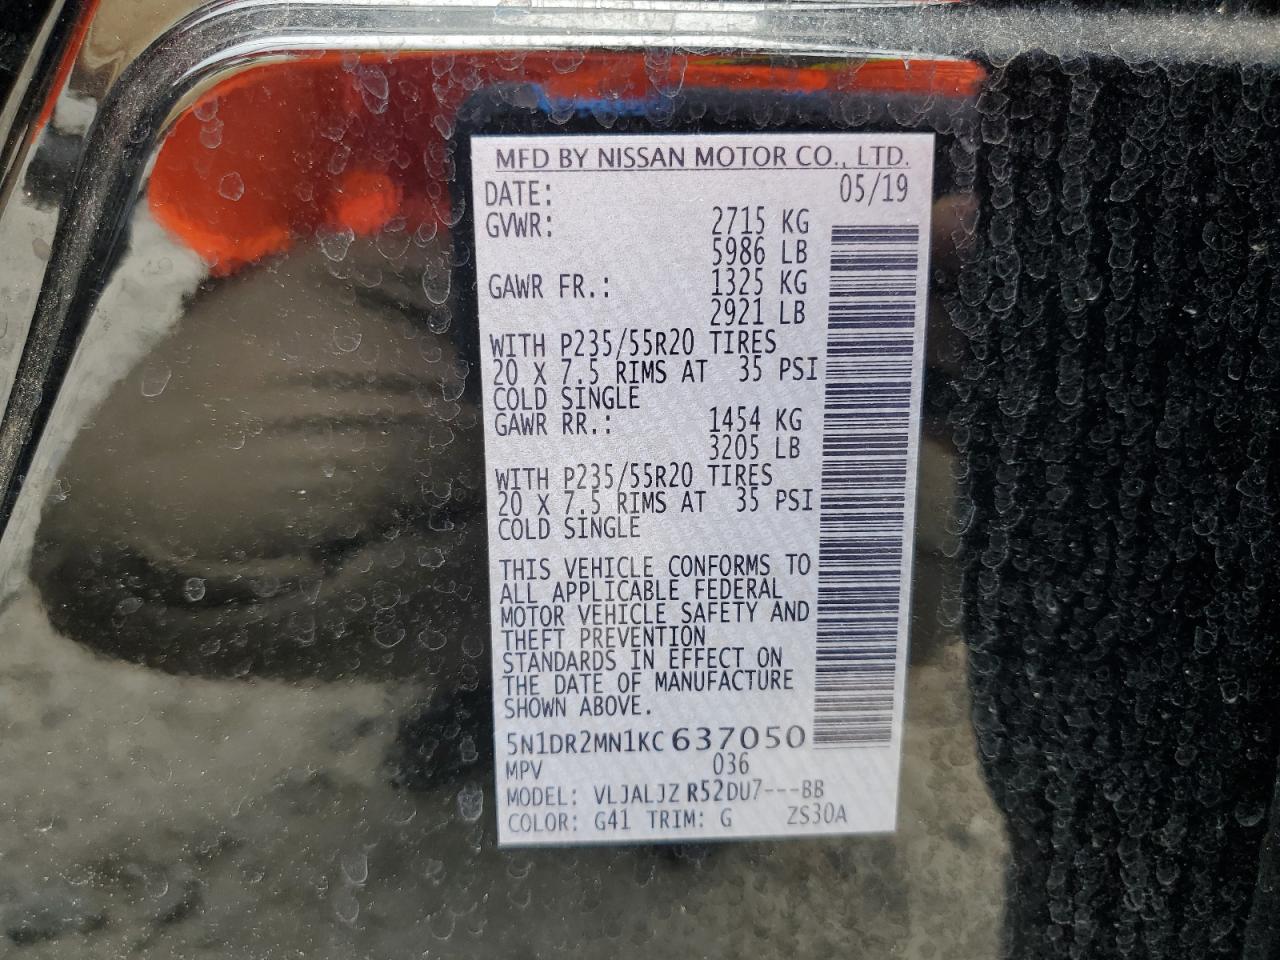 MFD BY NISSAN MOTOR CO., LTD.
DATE: 05/19
GVWR: 2715 KG
5986 LB
GAWR FR.: 1325 KG
2921 LB
WITH P235/55R20 TIRES
20 X 7.5 RIMS AT 35 PSI
COLD SINGLE
GAWR RR.: 1454 KG
3205 LB
WITH P235/55R20 TIRES
20 X 7.5 RIMS AT 35 PSI
COLD SINGLE
THIS VEHICLE CONFORMS TO
ALL APPLICABLE FEDERAL
MOTOR VEHICLE SAFETY AND
THEFT PREVENTION
STANDARDS IN EFFECT ON
THE DATE OF MANUFACTURE
SHOWN ABOVE.
5N1DR2MN1KC637050
MPV 036
MODEL: VLJALJZ R52DU7---BB
COLOR: G41 TRIM: G ZS30A